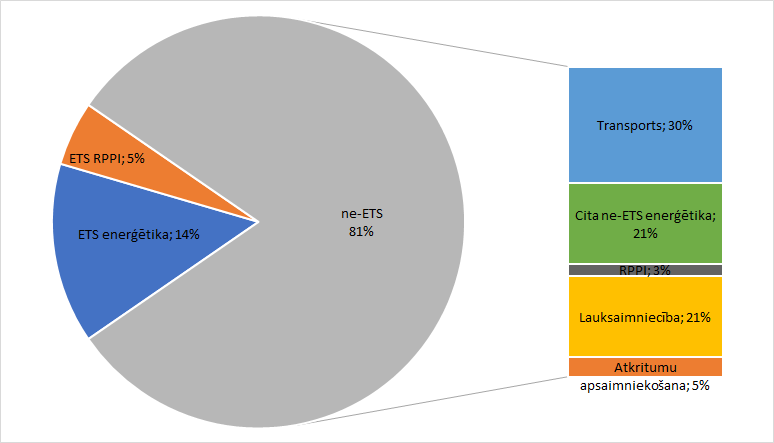 ETS RPPI; 5%
ETS enerģētika; 14%
ne-ETS
81%
Transports; 30%
Cita ne-ETS enerģētika;
21%
RPPI; 3%
Lauksaimniecība; 21%
Atkritumu
apsaimniekošana; 5%